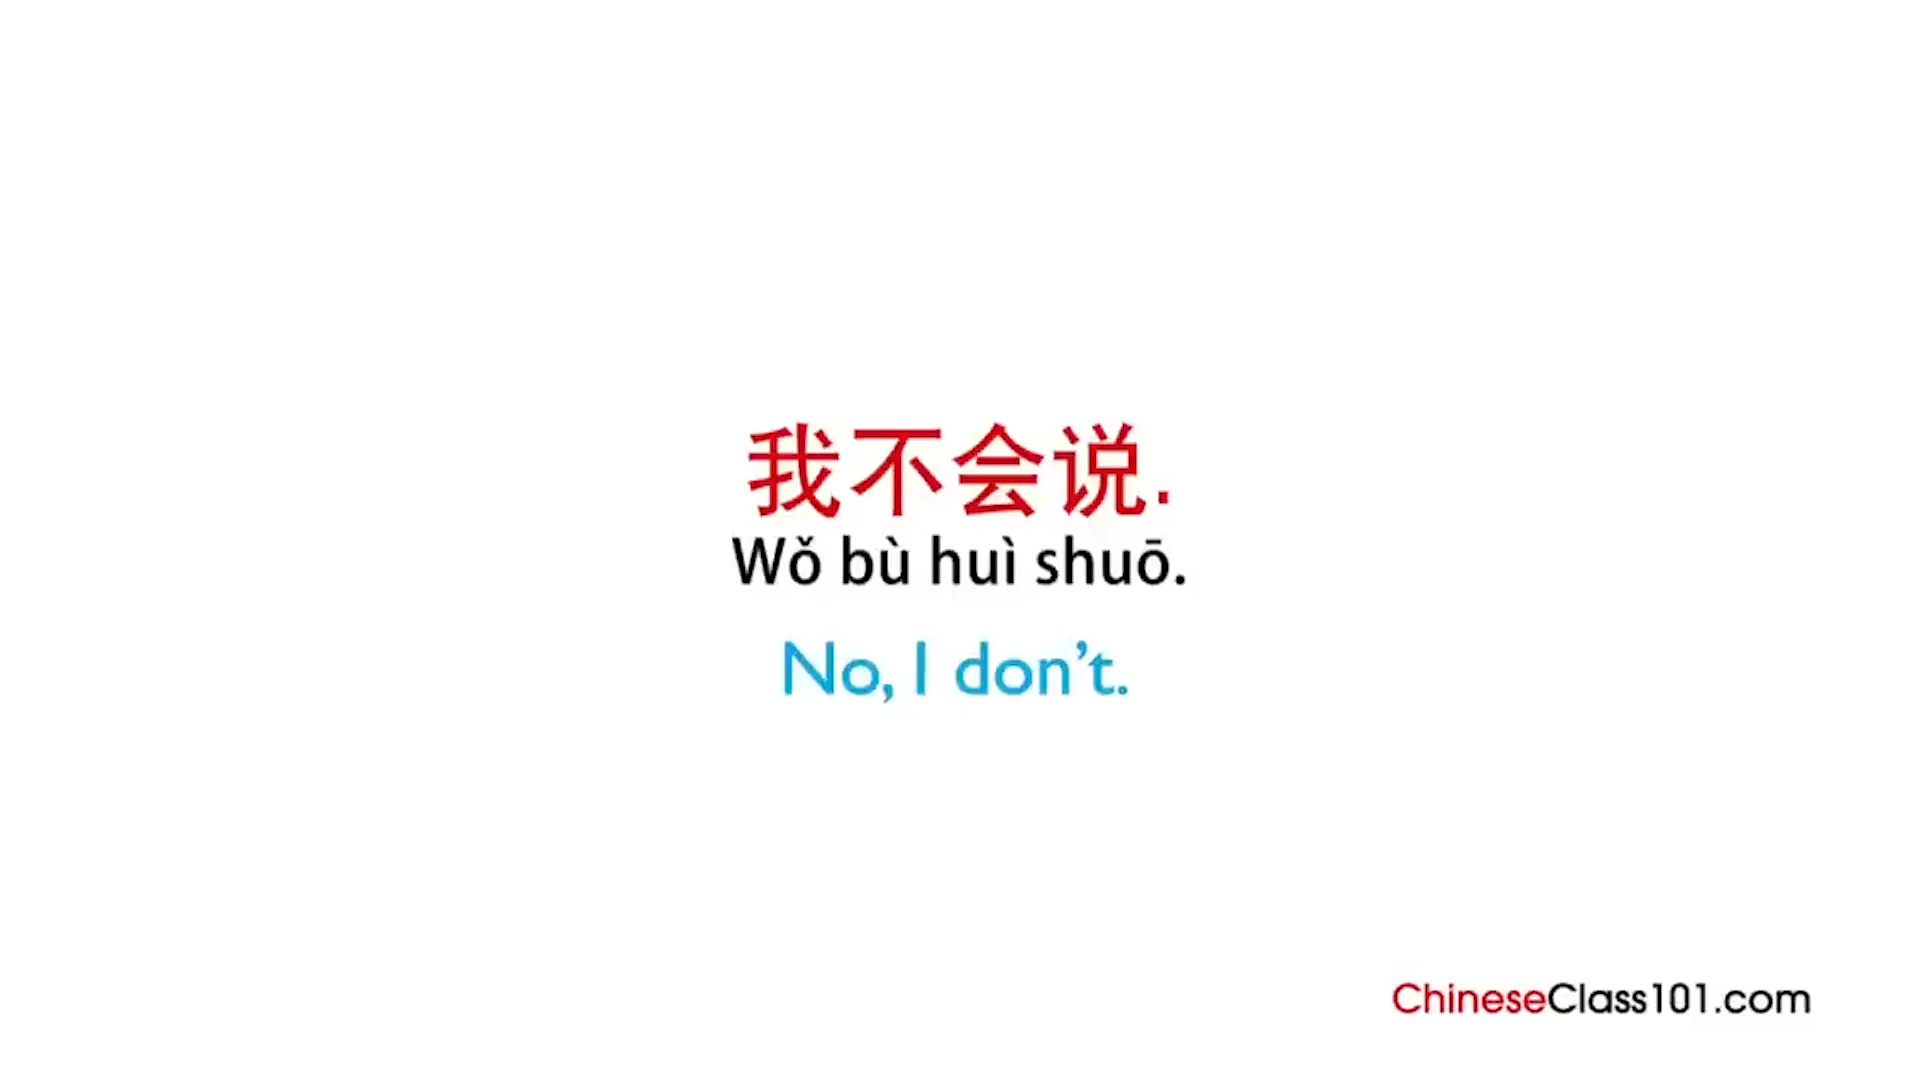 我不会说.
Wǒ bù huì shuō.
No, I don't.
ChineseClass101.com